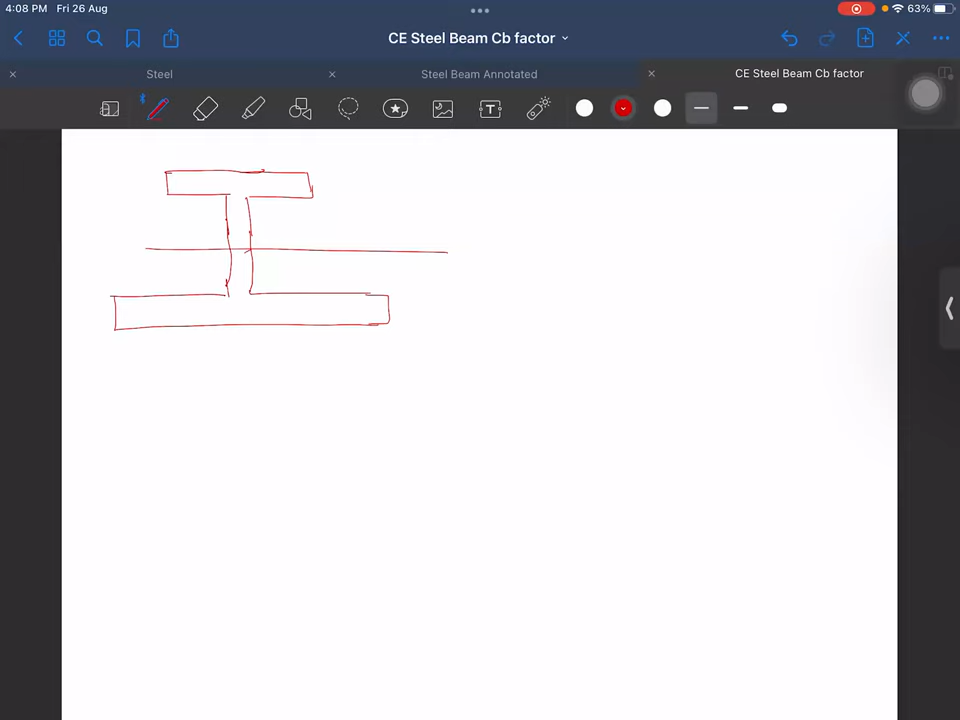 4:08 PM Fri 26 Aug
63%
CE Steel Beam Cb factor
Steel
Steel Beam Annotated
CE Steel Beam Cb factor
T